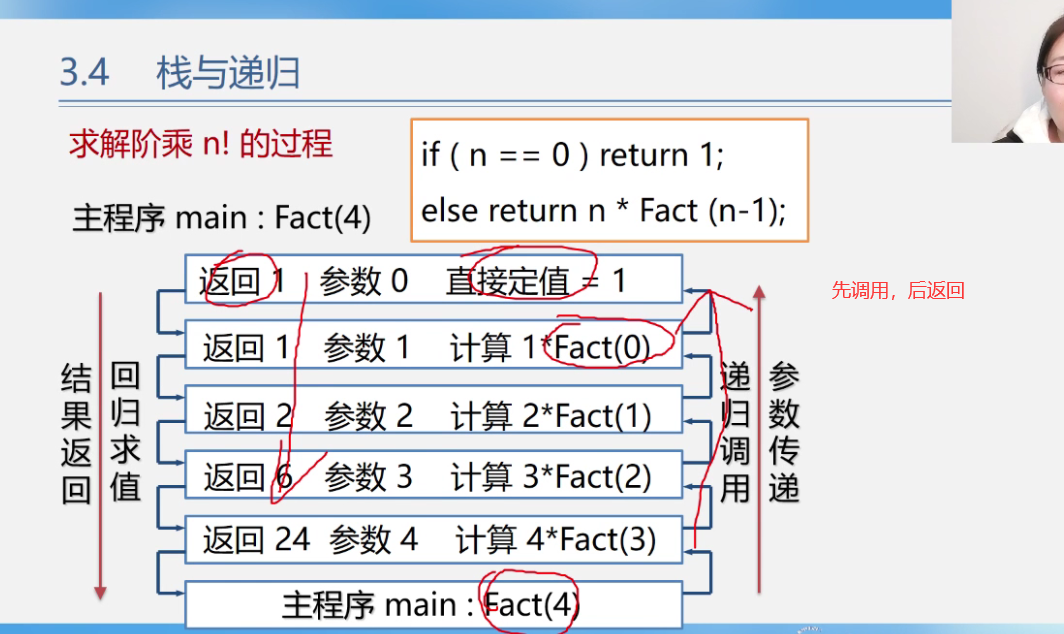 3.4 栈与递归
求解阶乘 n! 的过程
主程序 main : Fact(4)
if ( n == 0 ) return 1;
else return n * Fact (n-1);
返回 1 参数 0 直接定值 = 1
返回 1 参数 1 计算 1*Fact(0)
返回 2 参数 2 计算 2*Fact(1)
返回 6 参数 3 计算 3*Fact(2)
返回 24 参数 4 计算 4*Fact(3)
主程序 main : Fact(4)
结果返回
回归求值
递归调用
参数传递
先调用，后返回